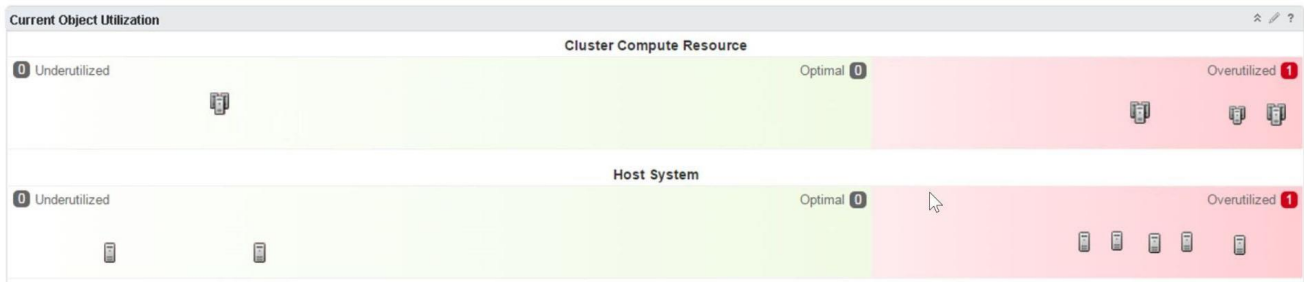 Current Object Utilization ?
Cluster Compute Resource
0 Underutilized Optimal 0 Overutilized 1
Host System
0 Underutilized Optimal 0 Overutilized 1